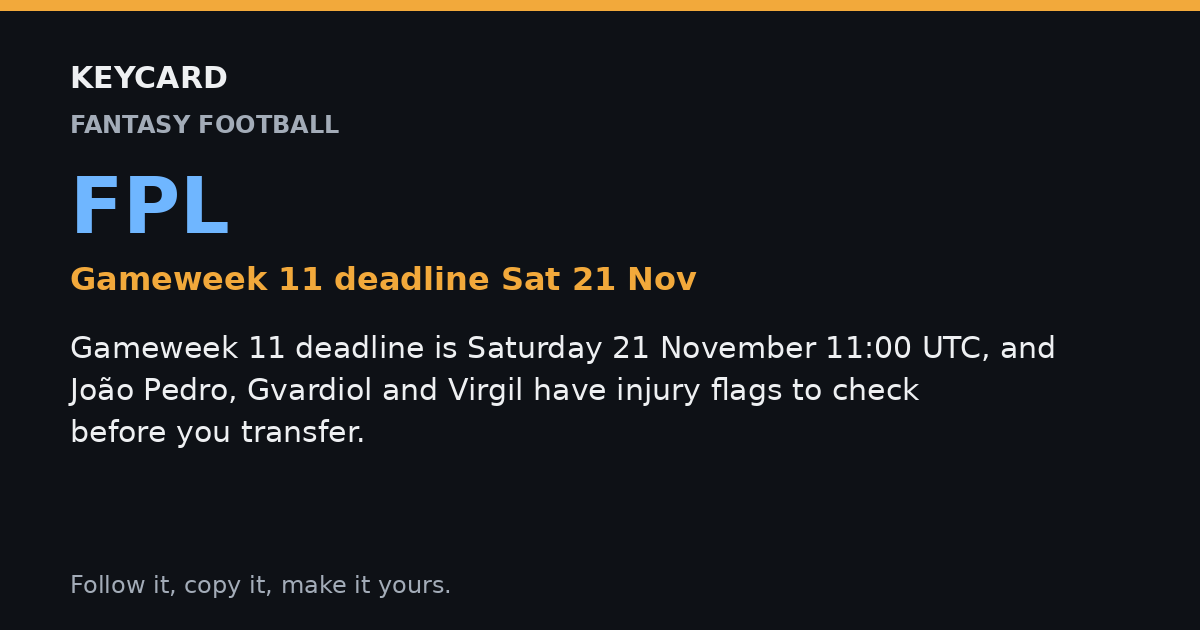 KEYCARD
FANTASY FOOTBALL
FPL
Gameweek 11 deadline Sat 21 Nov
Gameweek 11 deadline is Saturday 21 November 11:00 UTC, and
João Pedro, Gvardiol and Virgil have injury flags to check
before you transfer.
Follow it, copy it, make it yours.